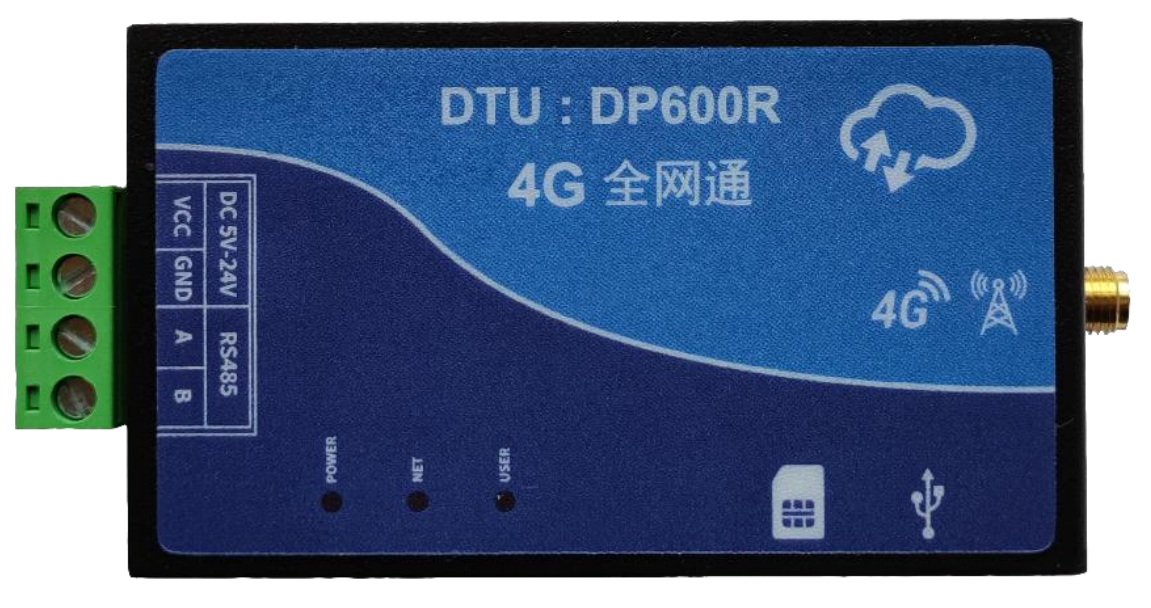 DTU : DP600R
4G 全网通
DC 5V-24V
RS485
VCC
GND
A
B
4G
POWER
NET
USER